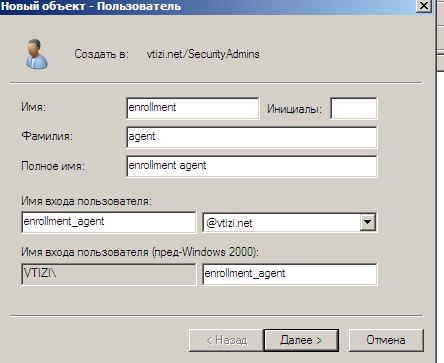 Новый объект - Пользователь
Создать в: vtizi.net/SecurityAdmins
Имя: enrollment Инициалы:
Фамилия: agent
Полное имя: enrollment agent
Имя входа пользователя:
enrollment_agent @vtizi.net
Имя входа пользователя (пред-Windows 2000):
VTIZI\ enrollment_agent
< Назад Далее > Отмена